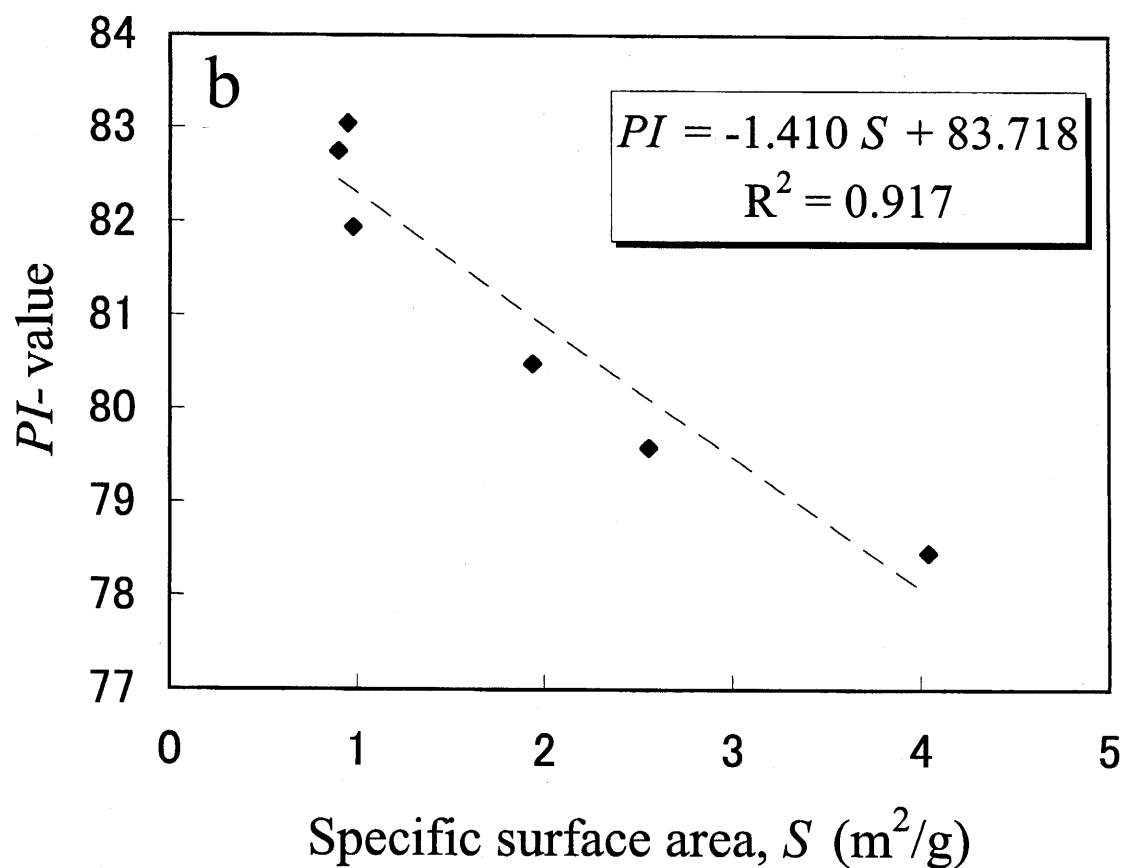 b
PI = -1.410 S + 83.718
R² = 0.917
84
83
82
81
80
79
78
77
PI- value
0 1 2 3 4 5
Specific surface area, S (m²/g)